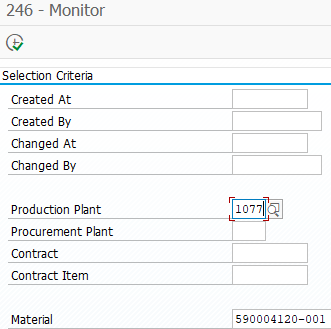 246 - Monitor
Selection Criteria
Created At
Created By
Changed At
Changed By
Production Plant 1077
Procurement Plant
Contract
Contract Item
Material 590004120-001